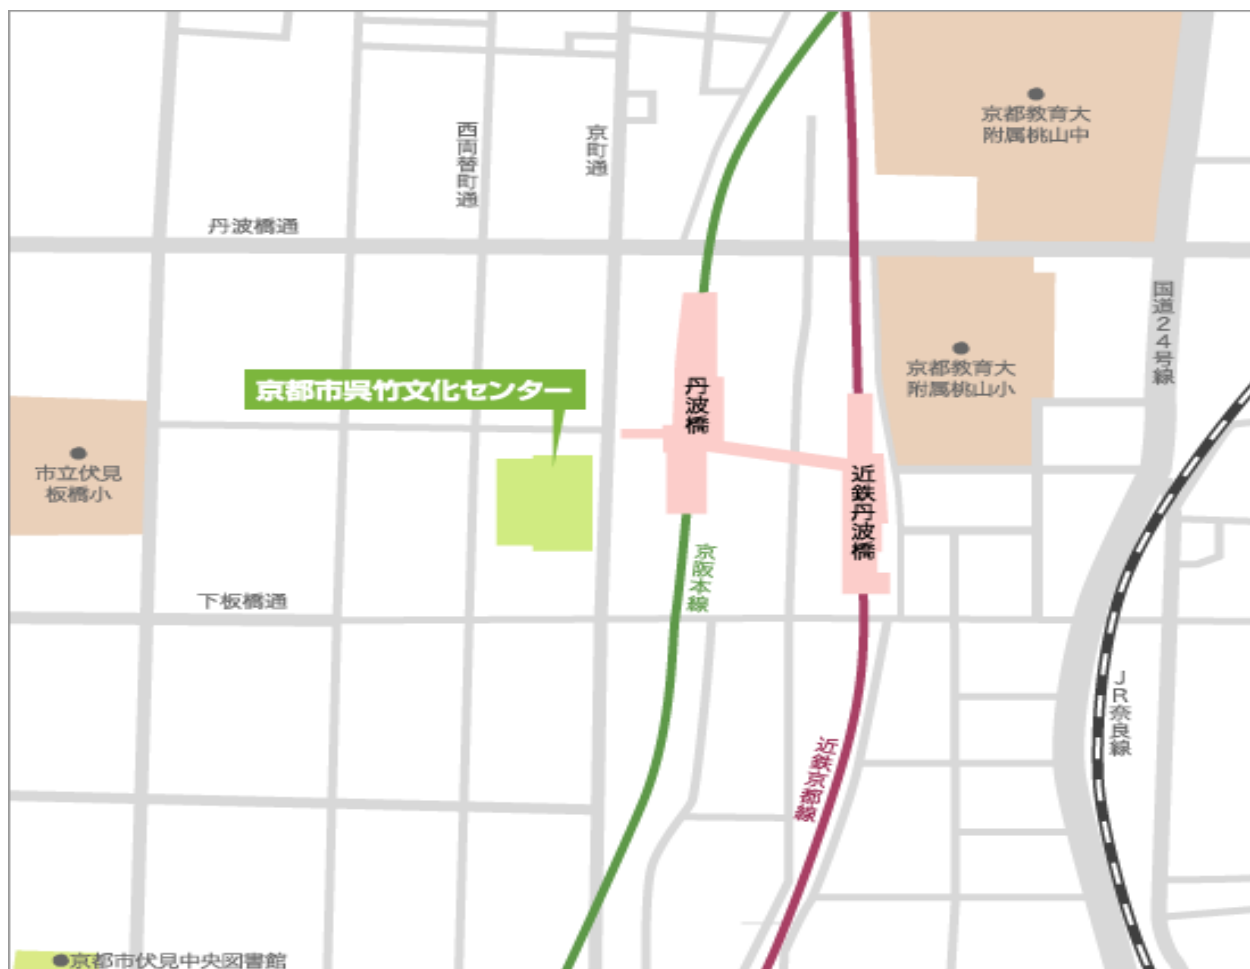 京都教育大
附属桃山中
西両替町通
京町通
丹波橋通
国道24号線
京都教育大
附属桃山小
京都市呉竹文化センター
丹波橋
市立伏見
板橋小
近鉄丹波橋
京阪本線
下板橋通
JR奈良線
近鉄京都線
京都市伏見中央図書館